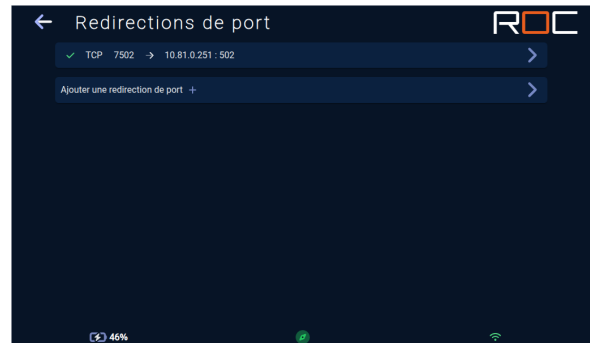 Redirections de port
ROC
TCP 7502 → 10.81.0.251 : 502
Ajouter une redirection de port +
46%